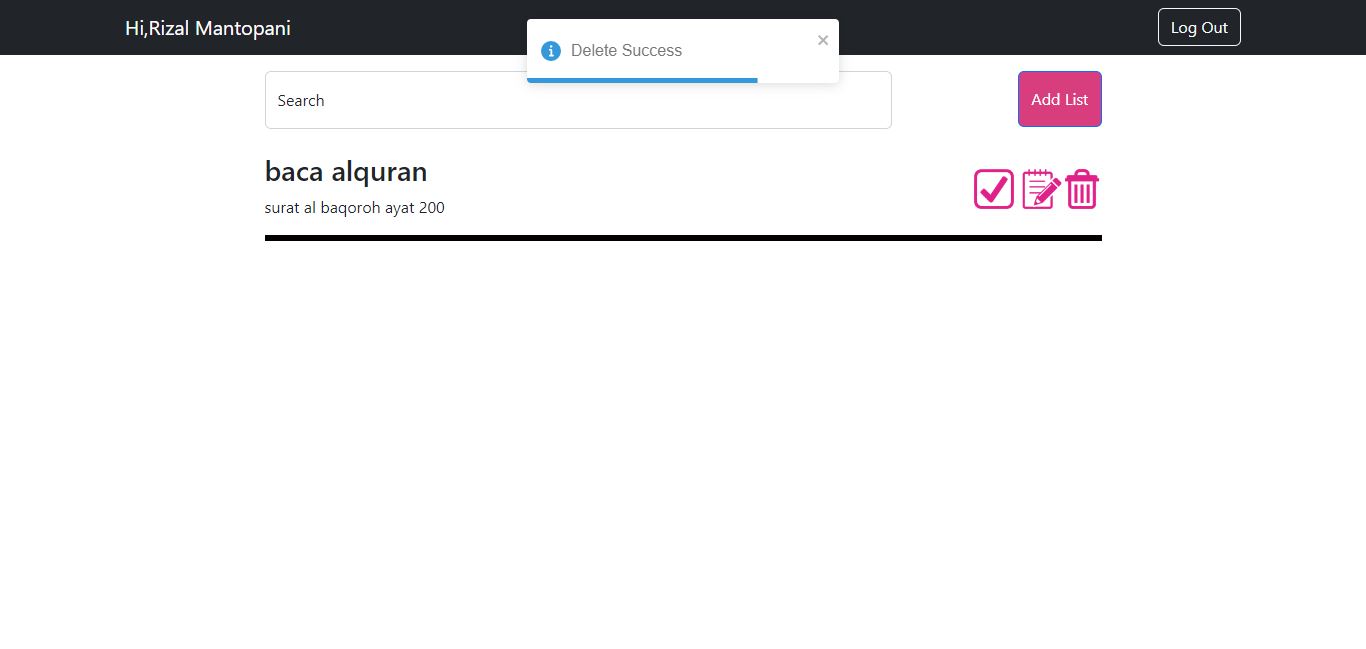 Hi,Rizal Mantopani
Delete Success
Log Out
Search
Add List
baca alquran
surat al baqoroh ayat 200